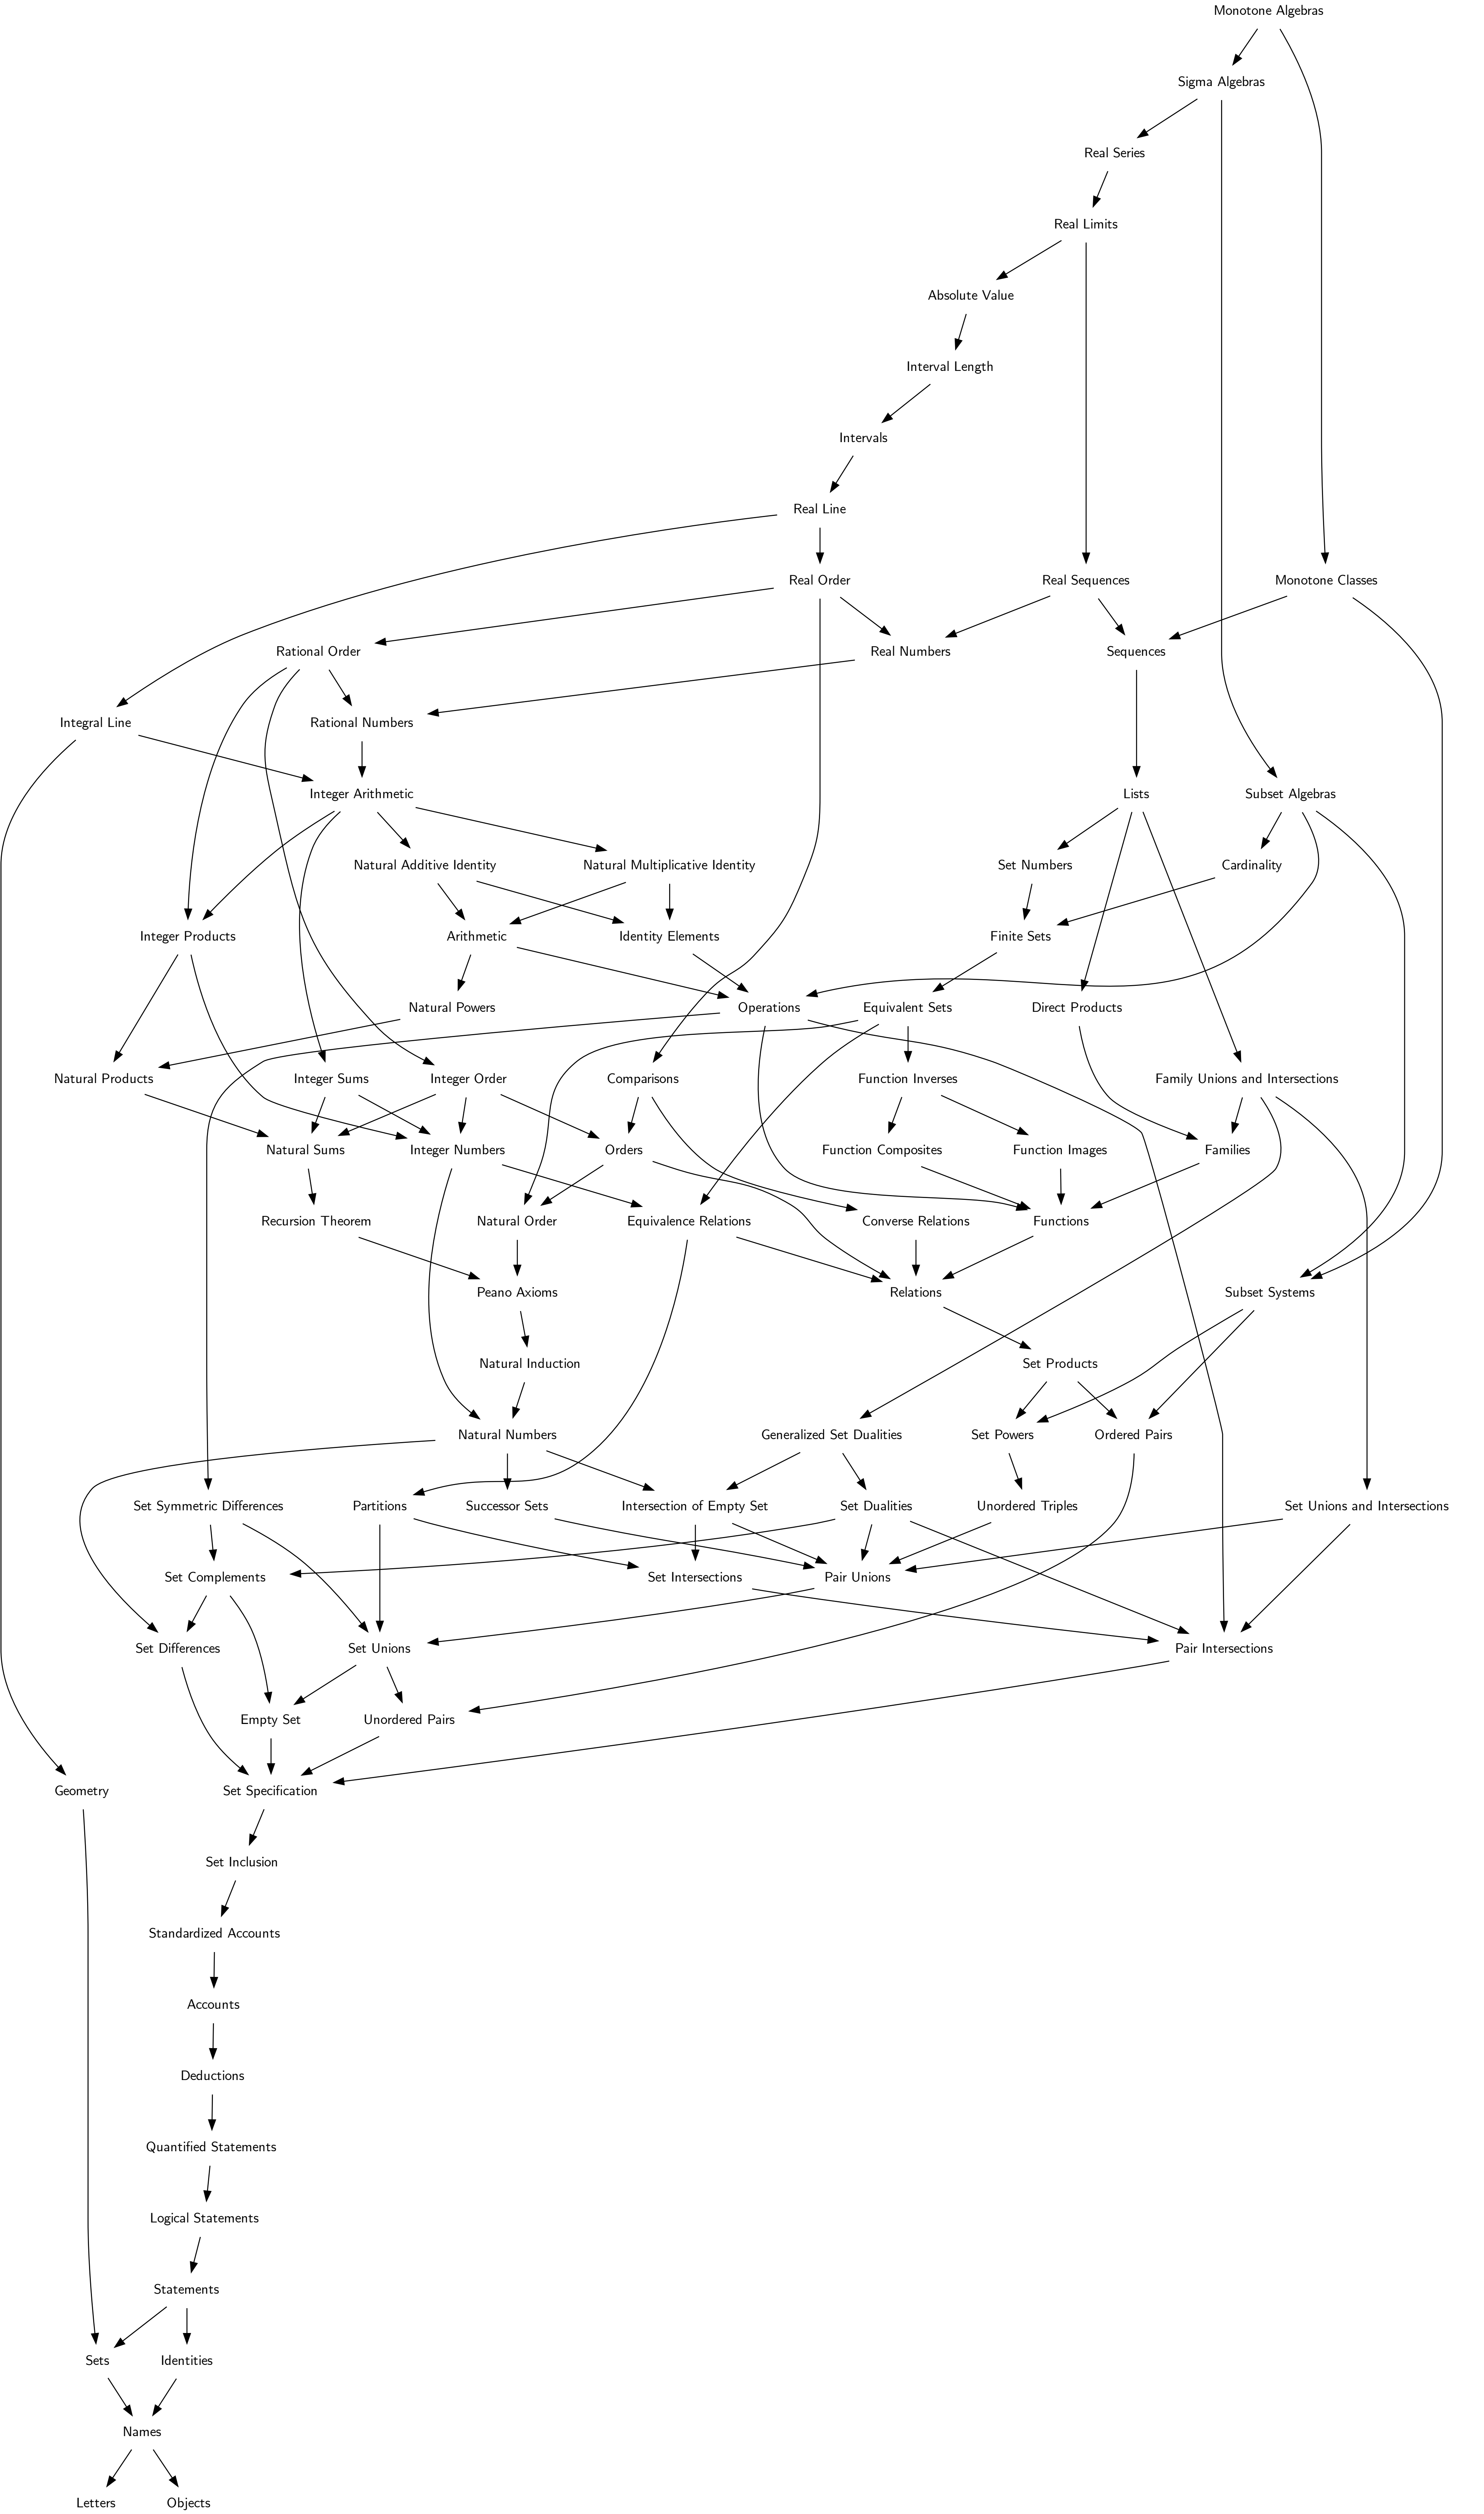 Monotone Algebras
Sigma Algebras
Real Series
Real Limits
Absolute Value
Interval Length
Intervals
Real Line
Real Order
Real Sequences
Monotone Classes
Rational Order
Real Numbers
Sequences
Integral Line
Rational Numbers
Integer Arithmetic
Lists
Subset Algebras
Natural Additive Identity
Natural Multiplicative Identity
Set Numbers
Cardinality
Integer Products
Arithmetic
Identity Elements
Finite Sets
Natural Powers
Operations
Equivalent Sets
Direct Products
Natural Products
Integer Sums
Integer Order
Comparisons
Function Inverses
Family Unions and Intersections
Natural Sums
Integer Numbers
Orders
Function Composites
Function Images
Families
Recursion Theorem
Natural Order
Equivalence Relations
Converse Relations
Functions
Peano Axioms
Relations
Subset Systems
Natural Induction
Set Products
Natural Numbers
Generalized Set Dualities
Set Powers
Ordered Pairs
Set Symmetric Differences
Partitions
Successor Sets
Intersection of Empty Set
Set Dualities
Unordered Triples
Set Unions and Intersections
Set Complements
Set Intersections
Pair Unions
Set Differences
Set Unions
Pair Intersections
Empty Set
Unordered Pairs
Geometry
Set Specification
Set Inclusion
Standardized Accounts
Accounts
Deductions
Quantified Statements
Logical Statements
Statements
Sets
Identities
Names
Letters
Objects